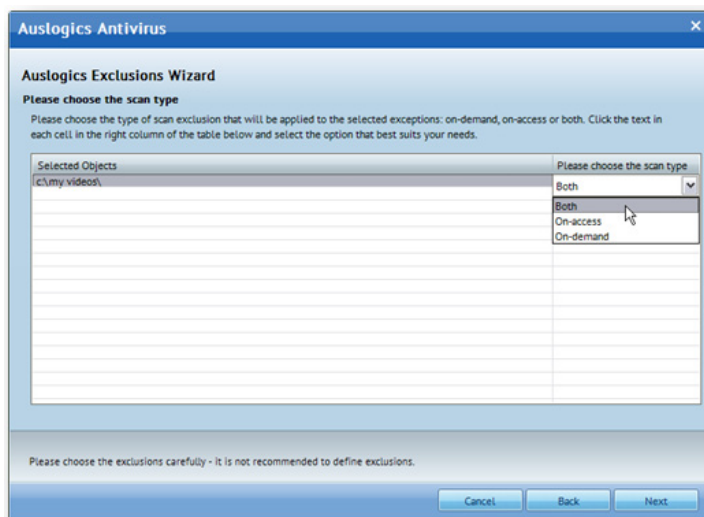 Auslogics Antivirus
Auslogics Exclusions Wizard
Please choose the scan type
Please choose the type of scan exclusion that will be applied to the selected exceptions: on-demand, on-access or both. Click the text in
each cell in the right column of the table below and select the option that best suits your needs.
Selected Objects Please choose the scan type
c:\my videos\ Both
Both
On-access
On-demand
Please choose the exclusions carefully - it is not recommended to define exclusions.
Cancel Back Next